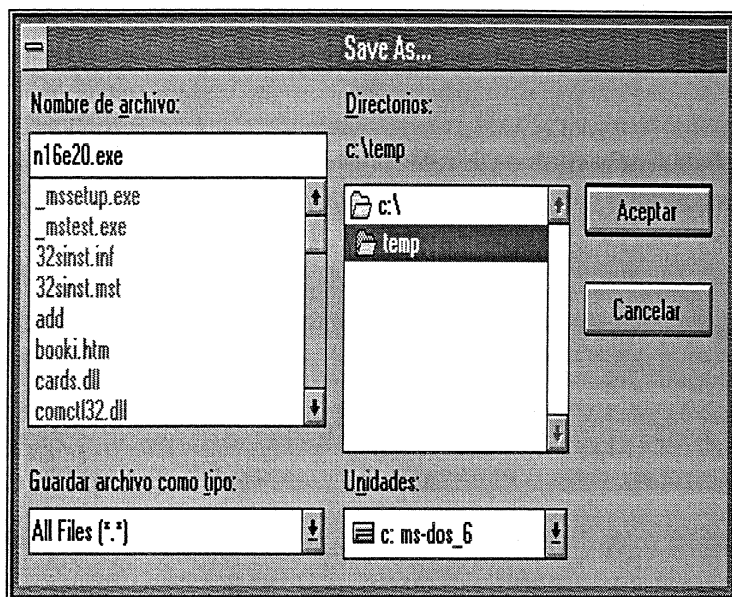 Save As...
Nombre de archivo:
n16e20.exe
_mssetup.exe
_mstest.exe
32sinst.inf
32sinst.mst
add
booki.htm
cards.dll
comctl32.dll
Guardar archivo como tipo:
All Files (*.*)
Directorios:
c:\temp
c:\
temp
Unidades:
c: ms-dos_6
Aceptar
Cancelar